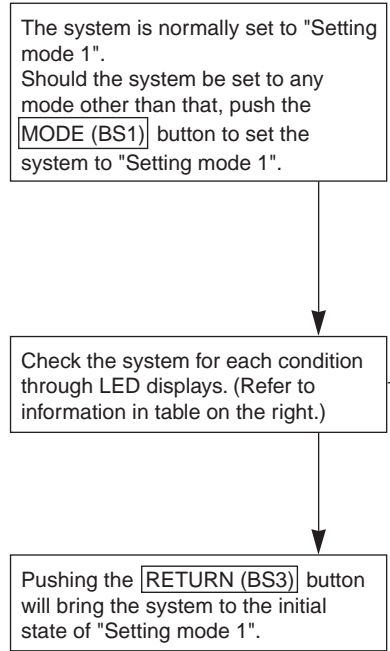 The system is normally set to "Setting
mode 1".
Should the system be set to any
mode other than that, push the
MODE (BS1) button to set the
system to "Setting mode 1".
Check the system for each condition
through LED displays. (Refer to
information in table on the right.)
Pushing the RETURN (BS3) button
will bring the system to the initial
state of "Setting mode 1".